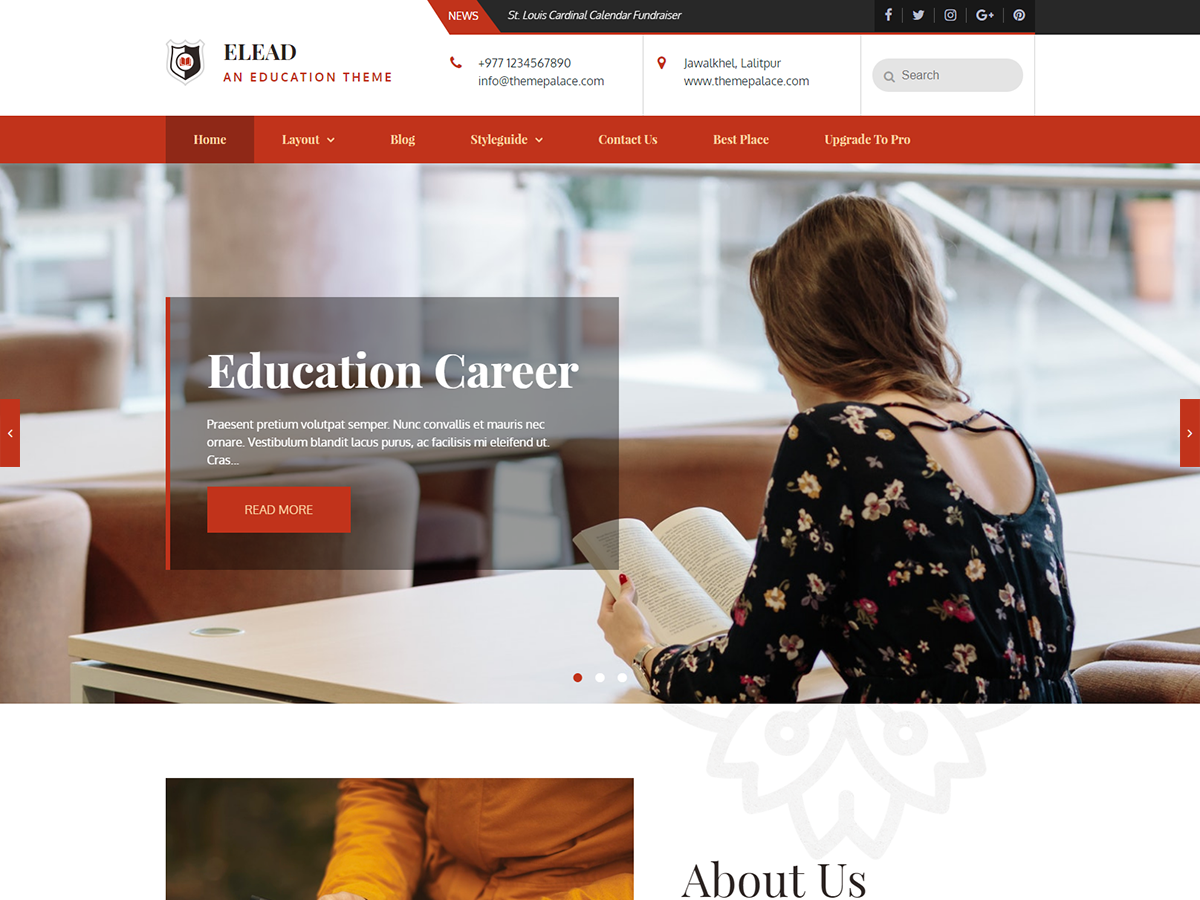 NEWS
St. Louis Cardinal Calendar Fundraiser
ELEAD
AN EDUCATION THEME
+977 1234567890
info@themepalace.com
Jawalkhel, Lalitpur
www.themepalace.com
Search
Home
Layout
Blog
Styleguide
Contact Us
Best Place
Upgrade To Pro
Education Career
Praesent pretium volutpat semper. Nunc convallis et mauris nec
ornare. Vestibulum blandit lacus purus, ac facilisis mi eleifend ut.
Cras...
READ MORE
About Us